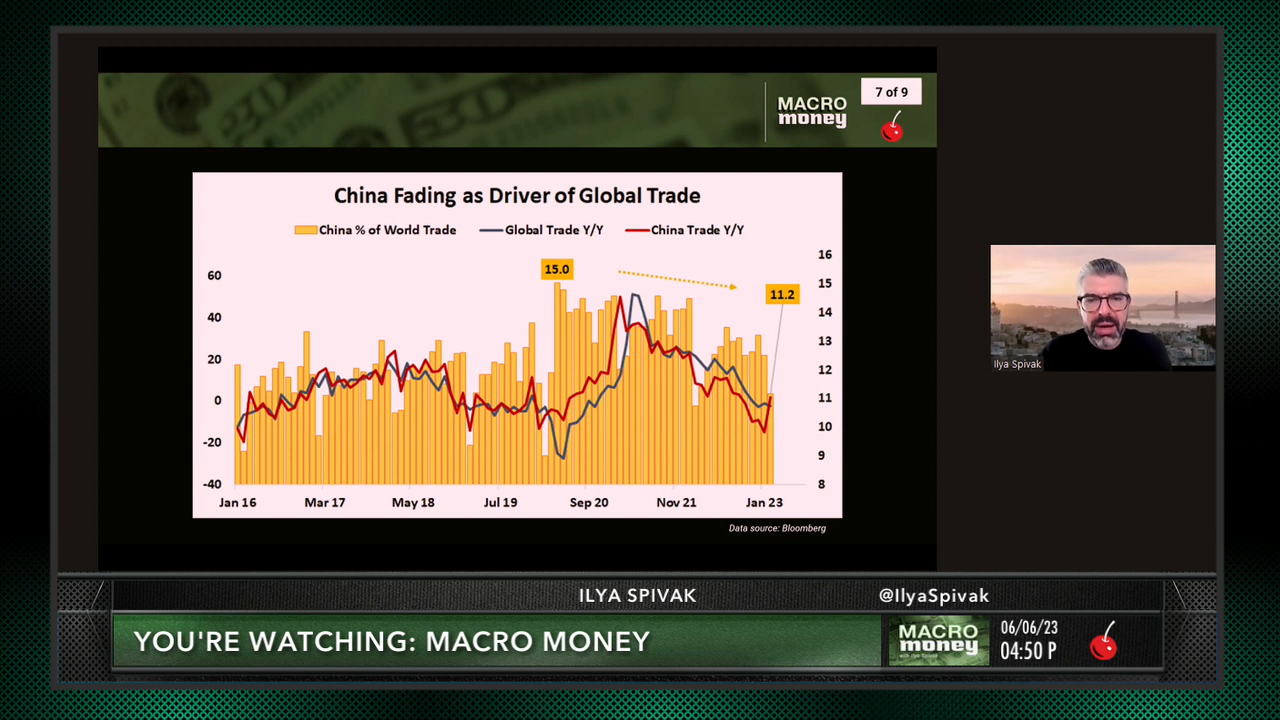 MACRO
money
7 of 9
China Fading as Driver of Global Trade
China % of World Trade
Global Trade Y/Y
China Trade Y/Y
15.0
11.2
60
40
20
0
-20
-40
16
15
14
13
12
11
10
9
8
Jan 16
Mar 17
May 18
Jul 19
Sep 20
Nov 21
Jan 23
Data source: Bloomberg
Ilya Spivak
ILYA SPIVAK
@IlyaSpivak
YOU'RE WATCHING: MACRO MONEY
MACRO
money
with Ilya Spivak
06/06/23
04:50 P